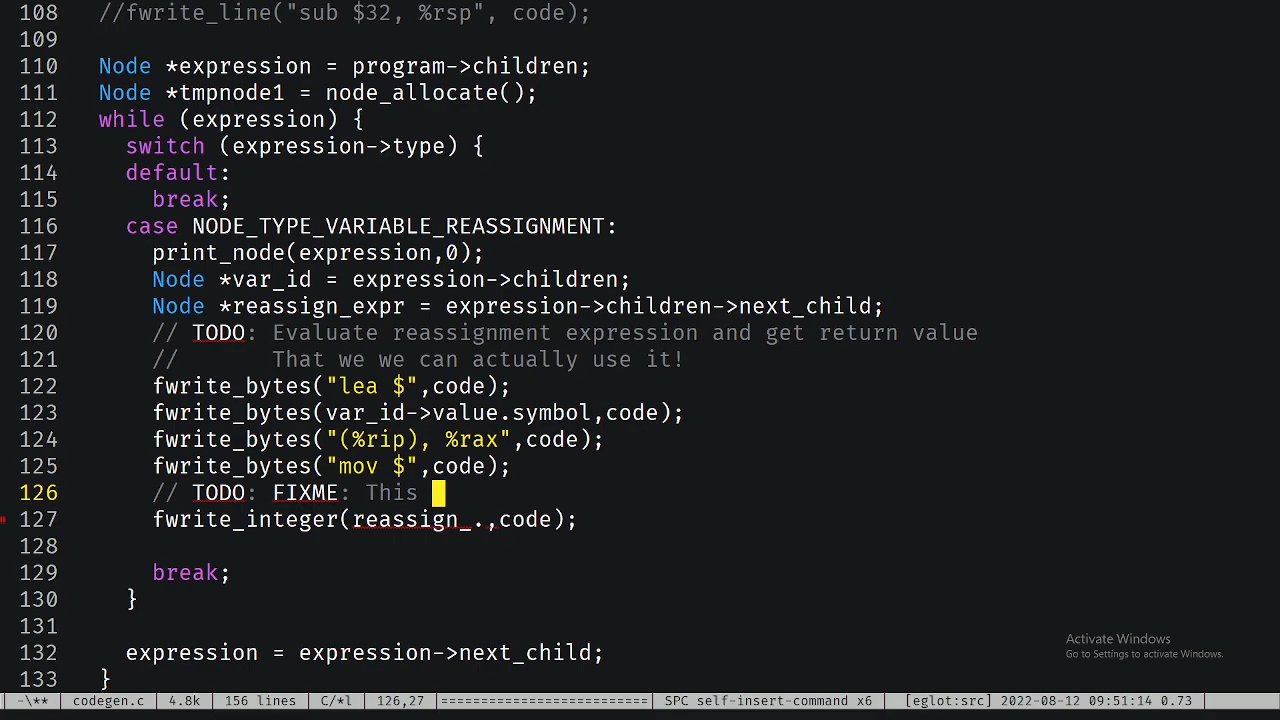 108 //fwrite_line("sub $32, %rsp", code);
109
110 Node *expression = program->children;
111 Node *tmpnode1 = node_allocate();
112 while (expression) {
113 switch (expression->type) {
114 default:
115 break;
116 case NODE_TYPE_VARIABLE_REASSIGNMENT:
117 print_node(expression,0);
118 Node *var_id = expression->children;
119 Node *reassign_expr = expression->children->next_child;
120 // TODO: Evaluate reassignment expression and get return value
121 // That we we can actually use it!
122 fwrite_bytes("lea $",code);
123 fwrite_bytes(var_id->value.symbol,code);
124 fwrite_bytes("(%rip), %rax",code);
125 fwrite_bytes("mov $",code);
126 // TODO: FIXME: This
127 fwrite_integer(reassign_.,code);
128
129 break;
130 }
131
132 expression = expression->next_child;
133 }
Activate Windows
Go to Settings to activate Windows.
-\** codegen.c 4.8k 156 lines C/*l 126,27 ========================== SPC self-insert-command x6 [eglot:src] 2022-08-12 09:51:14 0.73